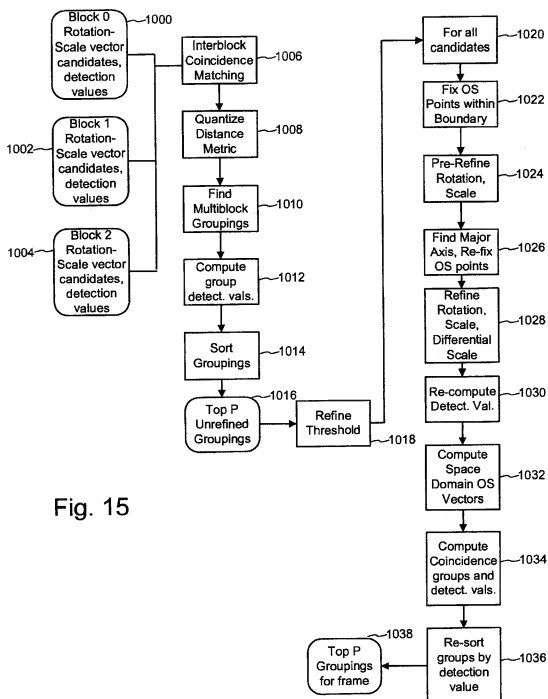 Block 0
Rotation-
Scale vector
candidates,
detection
values
1000
Block 1
Rotation-
Scale vector
candidates,
detection
values
1002
Block 2
Rotation-
Scale vector
candidates,
detection
values
1004
Interblock
Coincidence
Matching
1006
Quantize
Distance
Metric
1008
Find
Multiblock
Groupings
1010
Compute
group
detect. vals.
1012
Sort
Groupings
1014
1016
Top P
Unrefined
Groupings
Refine
Threshold
1018
For all
candidates
1020
Fix OS
Points within
Boundary
1022
Pre-Refine
Rotation,
Scale
1024
Find Major
Axis, Re-fix
OS points
1026
Refine
Rotation,
Scale,
Differential
Scale
1028
Re-compute
Detect. Val.
1030
Compute
Space
Domain OS
Vectors
1032
Compute
Coincidence
groups and
detect. vals.
1034
Re-sort
groups by
detection
value
1036
1038
Top P
Groupings
for frame
Fig. 15